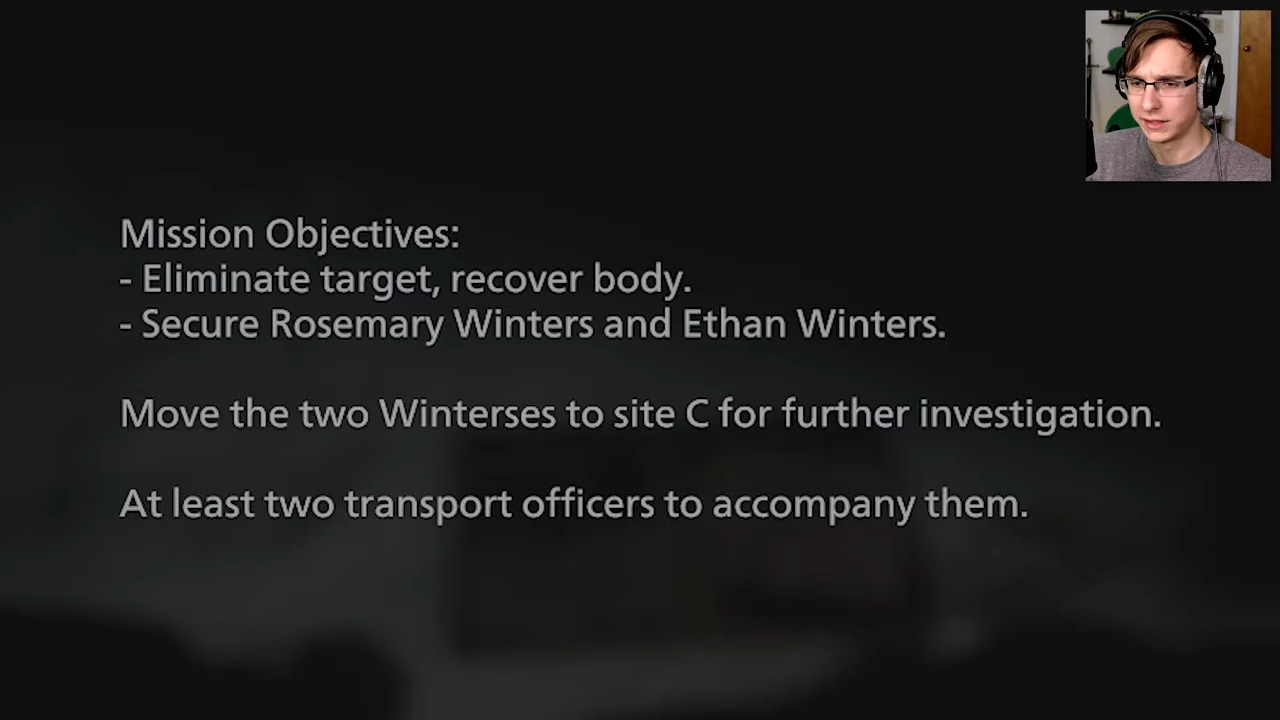 Mission Objectives:
- Eliminate target, recover body.
- Secure Rosemary Winters and Ethan Winters.
Move the two Winterses to site C for further investigation.
At least two transport officers to accompany them.